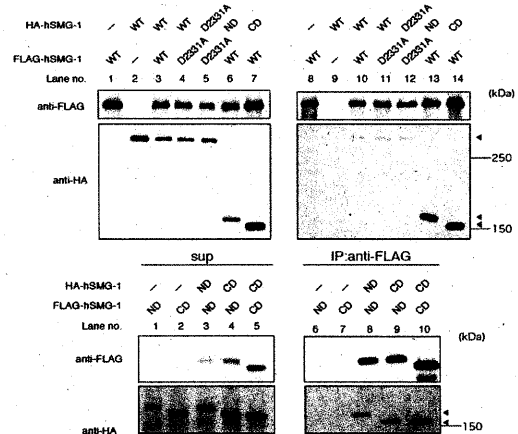 HA-hSMG-1 – WT WT WT D2331A ND CD – WT WT WT D2331A ND CD
FLAG-hSMG-1 WT – WT D2331A D2331A WT WT WT – WT D2331A D2331A WT WT
Lane no. 1 2 3 4 5 6 7 8 9 10 11 12 13 14
anti-FLAG (kDa)
250
anti-HA
150
sup IP:anti-FLAG
HA-hSMG-1 – – ND CD CD – – ND CD CD
FLAG-hSMG-1 ND CD ND ND CD ND CD ND ND CD
Lane no. 1 2 3 4 5 6 7 8 9 10
(kDa)
anti-FLAG
150
anti-HA